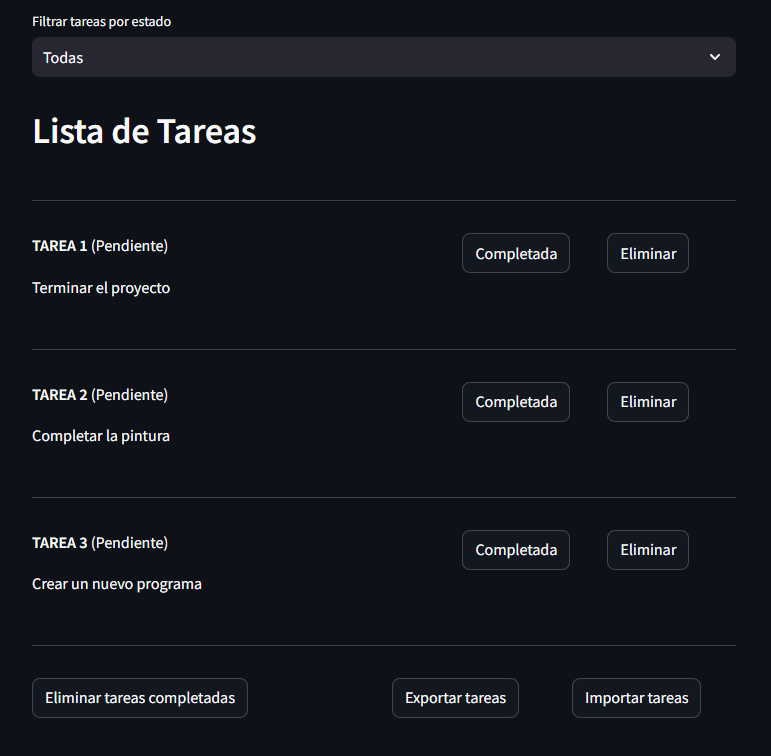 Filtrar tareas por estado
Todas
Lista de Tareas
TAREA 1 (Pendiente)
Completada
Eliminar
Terminar el proyecto
TAREA 2 (Pendiente)
Completada
Eliminar
Completar la pintura
TAREA 3 (Pendiente)
Completada
Eliminar
Crear un nuevo programa
Eliminar tareas completadas
Exportar tareas
Importar tareas